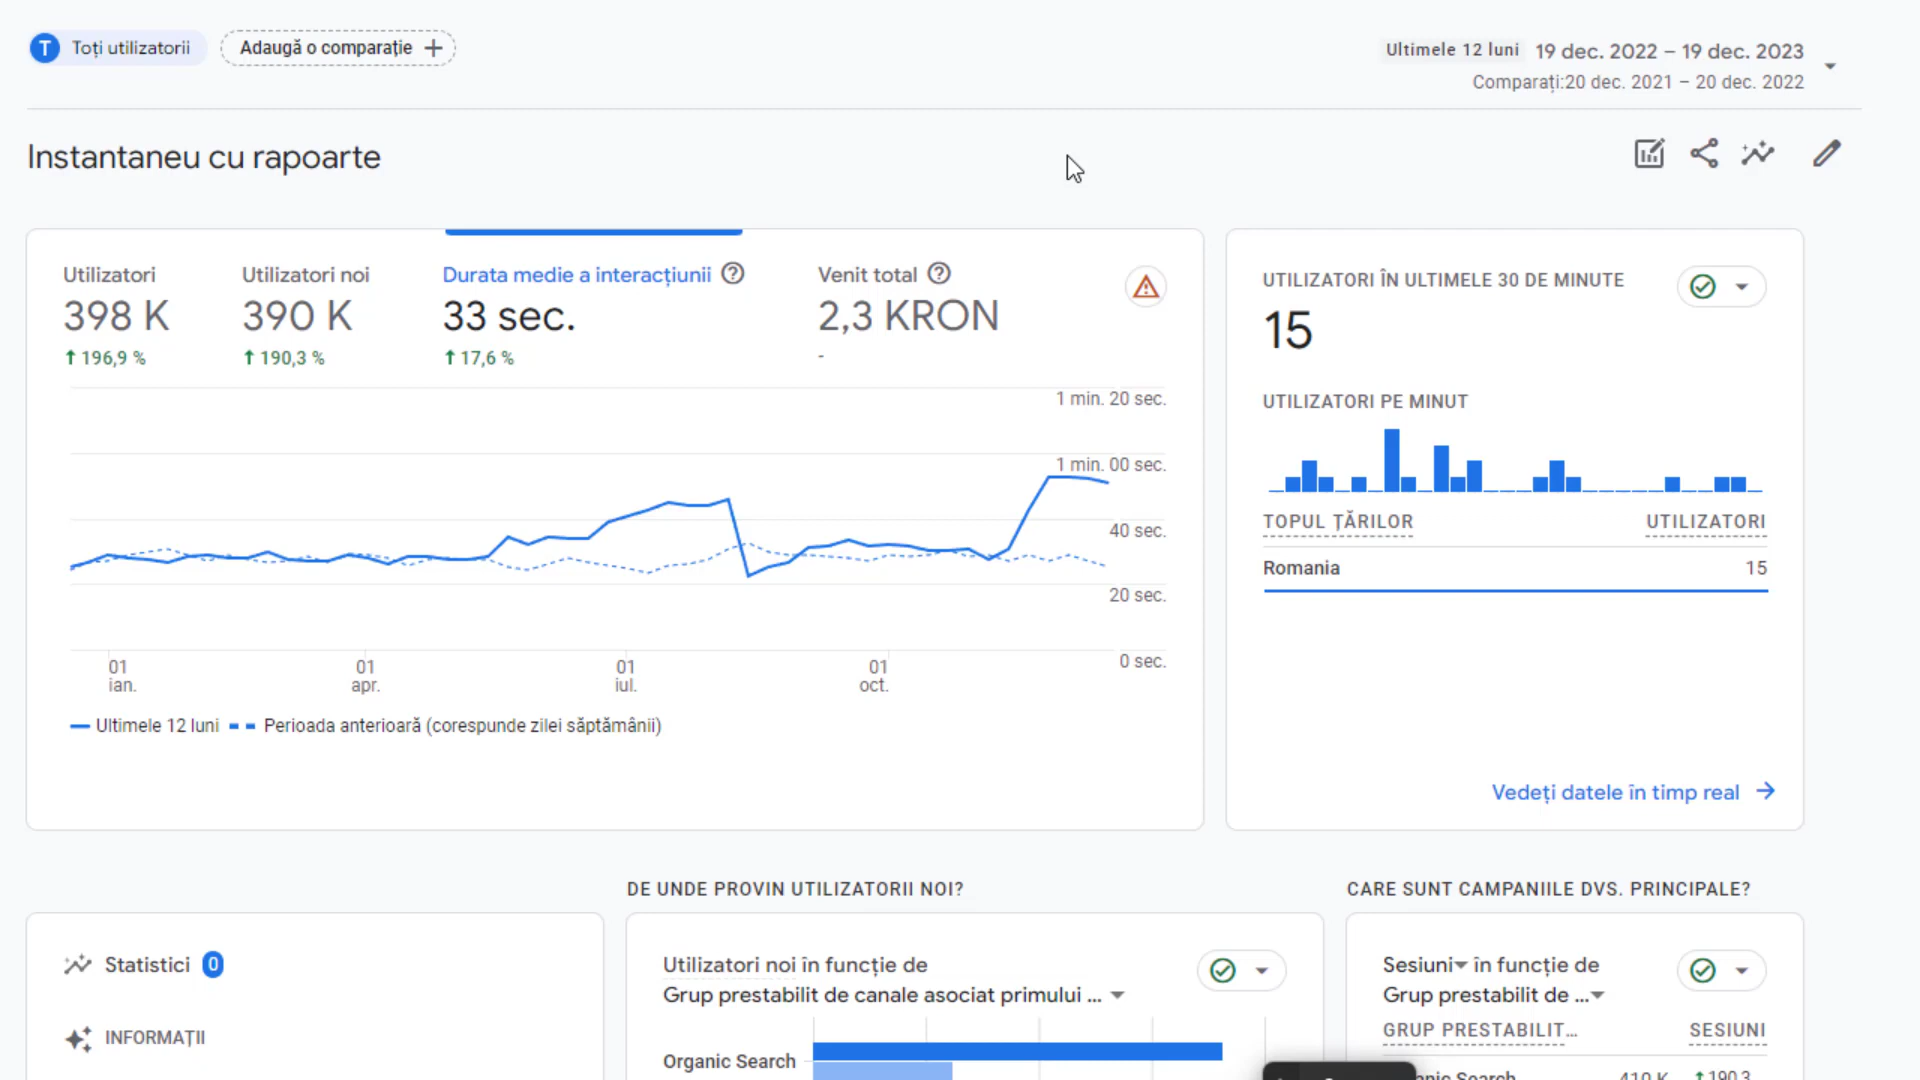 T Toți utilizatorii
Adaugă o comparație
Ultimele 12 luni 19 dec. 2022 – 19 dec. 2023
Comparați:20 dec. 2021 – 20 dec. 2022
Instantaneu cu rapoarte
Utilizatori
398 K
196,9 %
Utilizatori noi
390 K
190,3 %
Durata medie a interacțiunii
33 sec.
17,6 %
Venit total
2,3 KRON
-
1 min. 20 sec.
1 min. 00 sec.
40 sec.
20 sec.
0 sec.
01 ian.
01 apr.
01 iul.
01 oct.
Ultimele 12 luni
Perioada anterioară (corespunde zilei săptămânii)
UTILIZATORI ÎN ULTIMELE 30 DE MINUTE
15
UTILIZATORI PE MINUT
TOPUL ȚĂRILOR UTILIZATORI
Romania 15
Vedeți datele în timp real
Statistici 0
INFORMAȚII
DE UNDE PROVIN UTILIZATORII NOI?
Utilizatori noi în funcție de
Grup prestabilit de canale asociat primului ...
Organic Search
CARE SUNT CAMPANIILE DVS. PRINCIPALE?
Sesiuni în funcție de
Grup prestabilit de ...
GRUP PRESTABILIT... SESIUNI